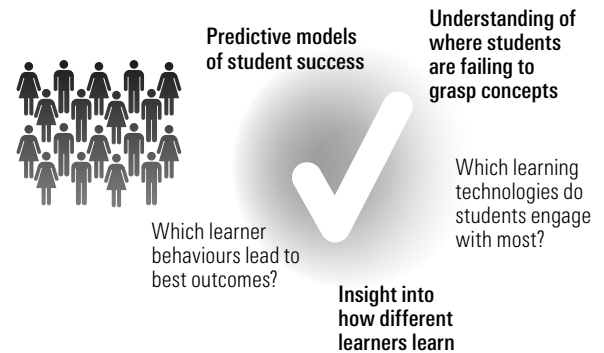 Predictive models
of student success
Understanding of
where students
are failing to
grasp concepts
Which learning
technologies do
students engage
with most?
Which learner
behaviours lead to
best outcomes?
Insight into
how different
learners learn